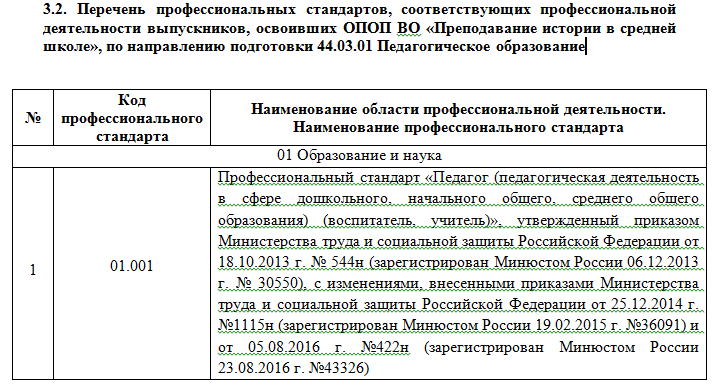 3.2. Перечень профессиональных стандартов, соответствующих профессиональной
деятельности выпускников, освоивших ОПОП ВО «Преподавание истории в средней
школе», по направлению подготовки 44.03.01 Педагогическое образование
№
Код
профессионального
стандарта
Наименование области профессиональной деятельности.
Наименование профессионального стандарта
01 Образование и наука
1
01.001
Профессиональный стандарт «Педагог (педагогическая деятельность
в сфере дошкольного, начального общего, среднего общего
образования) (воспитатель, учитель)», утвержденный приказом
Министерства труда и социальной защиты Российской Федерации от
18.10.2013 г. № 544н (зарегистрирован Минюстом России 06.12.2013
г. № 30550), с изменениями, внесенными приказами Министерства
труда и социальной защиты Российской Федерации от 25.12.2014 г.
№1115н (зарегистрирован Минюстом России 19.02.2015 г. №36091) и
от 05.08.2016 г. №422н (зарегистрирован Минюстом России
23.08.2016 г. №43326)